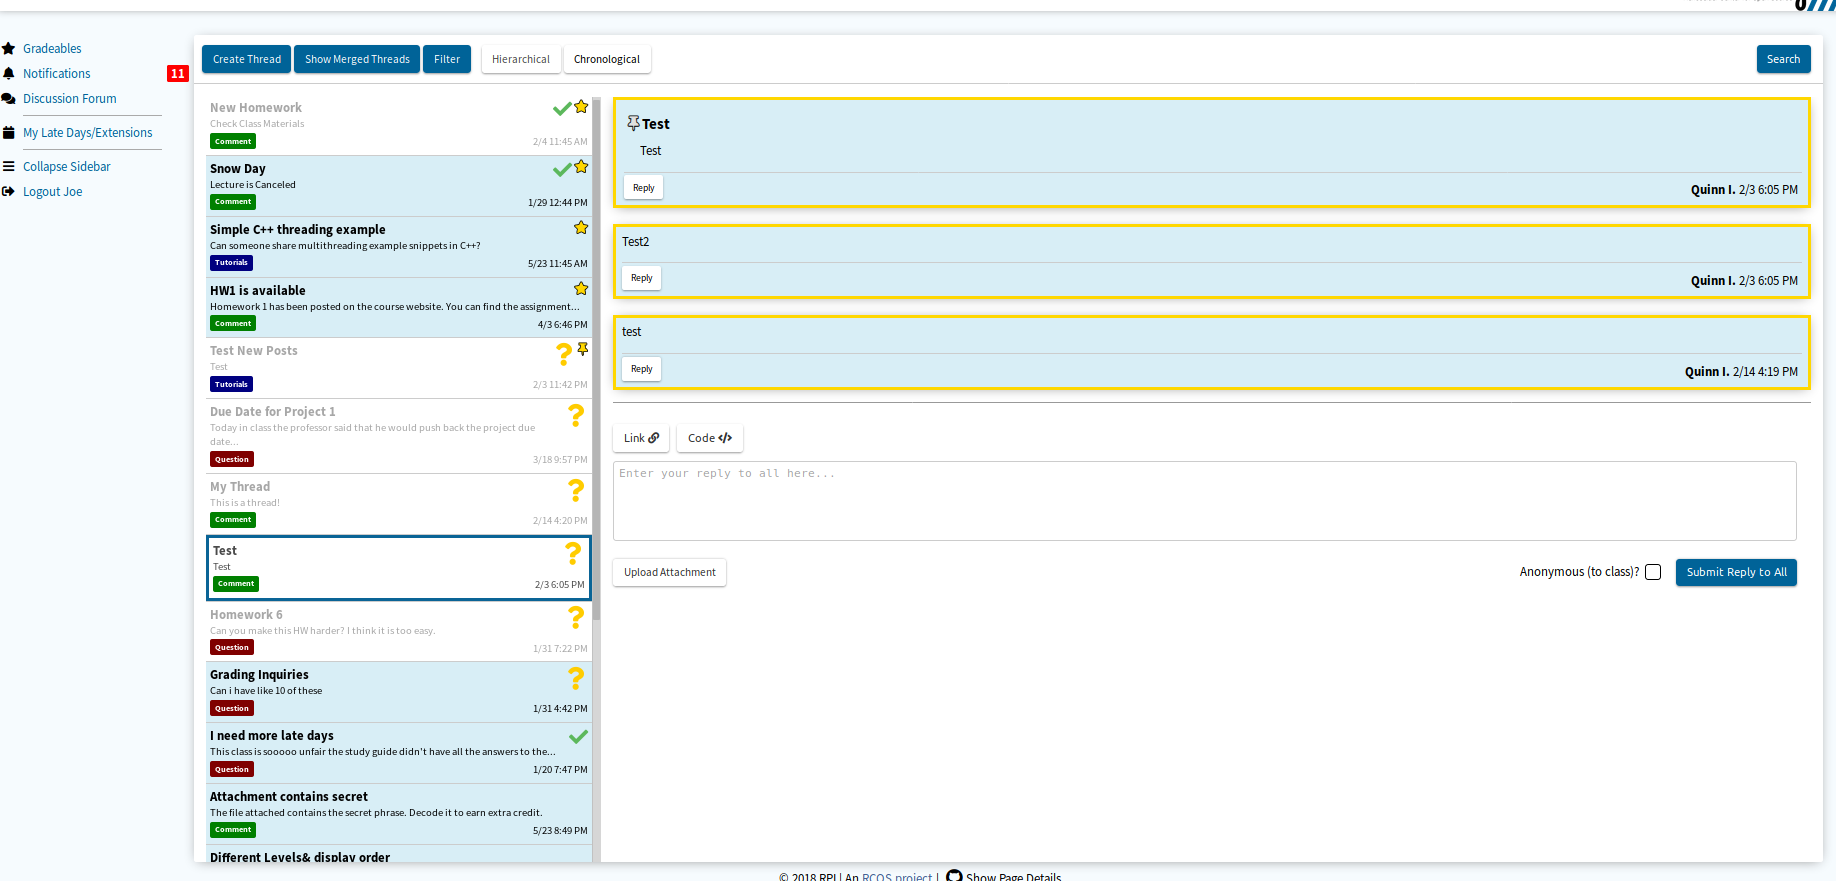 Gradeables
Notifications 11
Discussion Forum
My Late Days/Extensions
Collapse Sidebar
Logout Joe
Create Thread Show Merged Threads Filter Hierarchical Chronological Search
New Homework
Check Class Materials
Comment 2/4 11:45 AM
Snow Day
Lecture is Canceled
Comment 1/29 12:44 PM
Simple C++ threading example
Can someone share multithreading example snippets in C++?
Tutorials 5/23 11:45 AM
HW1 is available
Homework 1 has been posted on the course website. You can find the assignment...
Comment 4/3 6:46 PM
Test New Posts
Test
Tutorials 2/3 11:42 PM
Due Date for Project 1
Today in class the professor said that he would push back the project due
date...
Question 3/18 9:57 PM
My Thread
This is a thread!
Comment 2/14 4:20 PM
Test
Test
Comment 2/3 6:05 PM
Homework 6
Can you make this HW harder? I think it is too easy.
Question 1/31 7:22 PM
Grading Inquiries
Can i have like 10 of these
Question 1/31 4:42 PM
I need more late days
This class is sooooo unfair the study guide didn't have all the answers to the...
Question 1/20 7:47 PM
Attachment contains secret
The file attached contains the secret phrase. Decode it to earn extra credit.
Comment 5/23 8:49 PM
Different Levels& display order
Test
Test
Reply Quinn I. 2/3 6:05 PM
Test2
Reply Quinn I. 2/3 6:05 PM
test
Reply Quinn I. 2/14 4:19 PM
Link Code </>
Enter your reply to all here...
Upload Attachment Anonymous (to class)? Submit Reply to All
© 2018 RPI | An RCOS project | Show Page Details